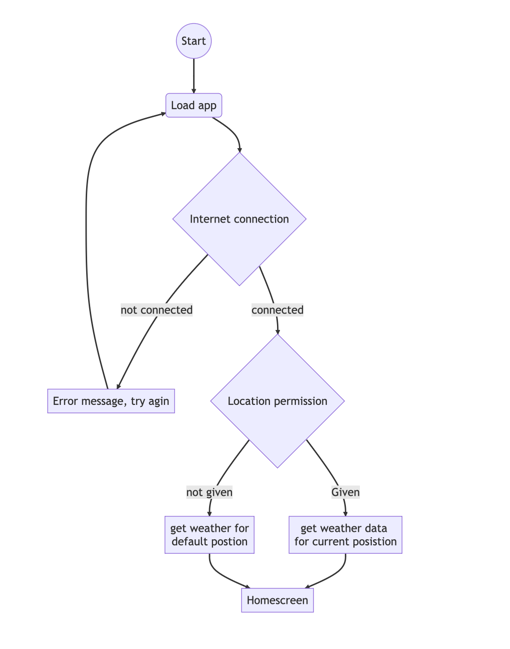 Start
Load app
Internet connection
not connected
connected
Error message, try agin
Location permission
not given
Given
get weather for
default postion
get weather data
for current posistion
Homescreen